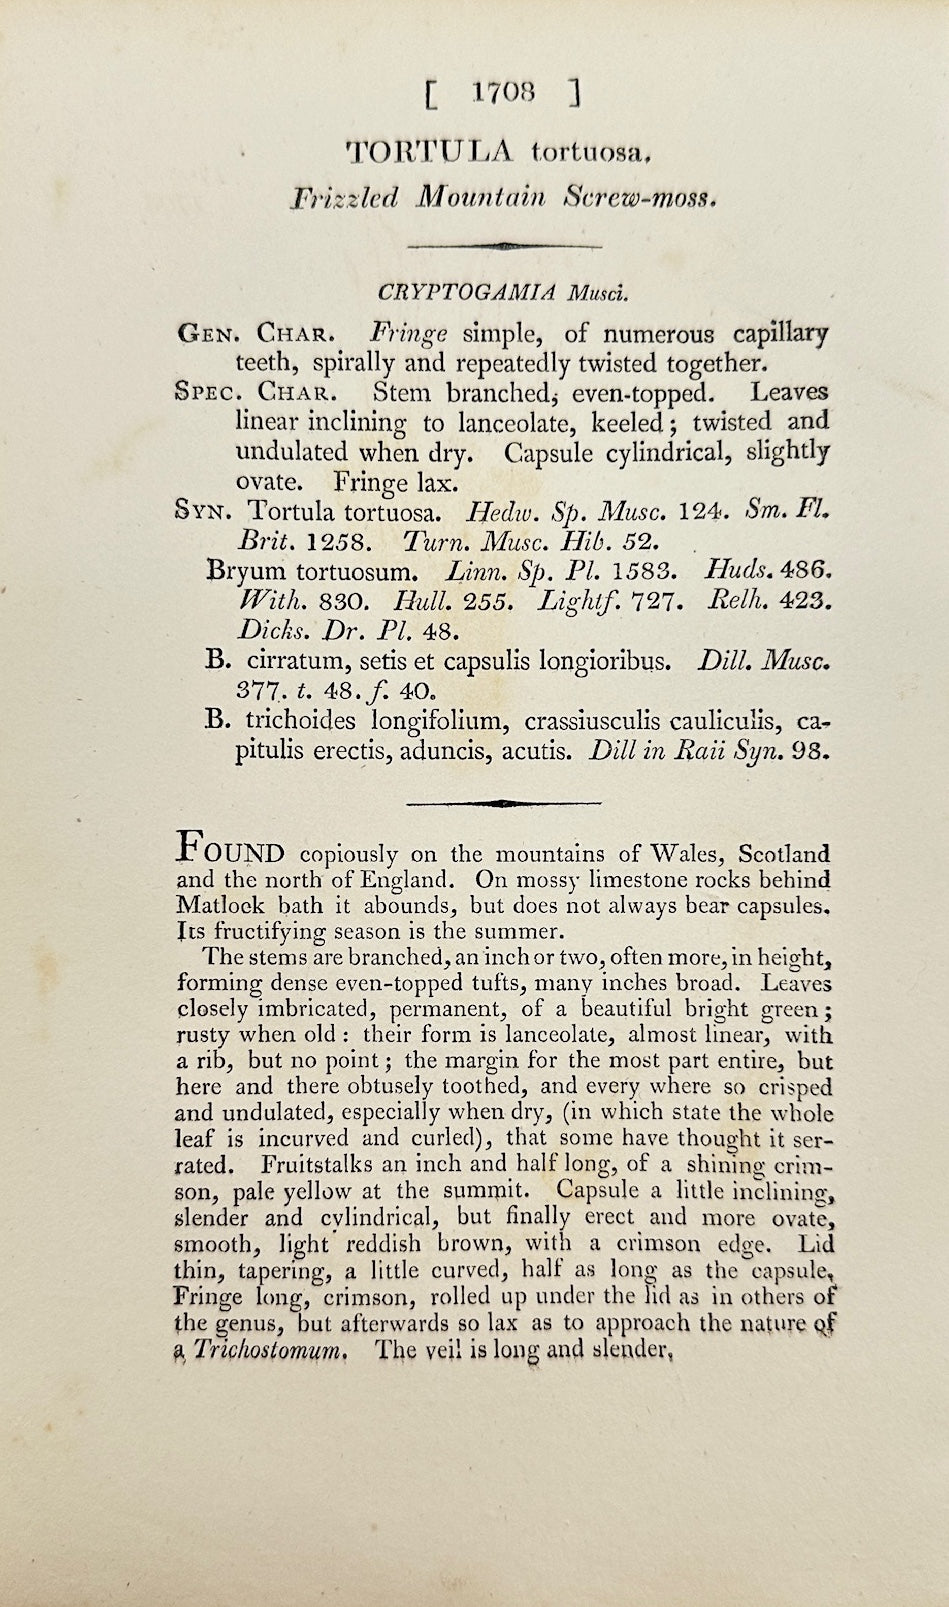 [ 1708 ]
TORTULA tortuosa.
Frizzled Mountain Screw-moss.
CRYPTOGAMIA Musci.
GEN. CHAR. Fringe simple, of numerous capillary
teeth, spirally and repeatedly twisted together.
SPEC. CHAR. Stem branched, even-topped. Leaves
linear inclining to lanceolate, keeled; twisted and
undulated when dry. Capsule cylindrical, slightly
ovate. Fringe lax.
SYN. Tortula tortuosa. Hedw. Sp. Musc. 124. Sm. Fl.
Brit. 1258. Turn. Musc. Hib. 52.
Bryum tortuosum. Linn. Sp. Pl. 1583. Huds. 486.
With. 830. Hull. 255. Lightf. 727. Relh. 423.
Dicks. Dr. Pl. 48.
B. cirratum, setis et capsulis longioribus. Dill. Musc.
377. t. 48. f. 40.
B. trichoides longifolium, crassiusculis cauliculis, ca-
pitulis erectis, aduncis, acutis. Dill in Raii Syn. 98.
FOUND copiously on the mountains of Wales, Scotland
and the north of England. On mossy limestone rocks behind
Matlock bath it abounds, but does not always bear capsules.
Its fructifying season is the summer.
The stems are branched, an inch or two, often more, in height,
forming dense even-topped tufts, many inches broad. Leaves
closely imbricated, permanent, of a beautiful bright green;
rusty when old: their form is lanceolate, almost linear, with
a rib, but no point; the margin for the most part entire, but
here and there obtusely toothed, and every where so crisped
and undulated, especially when dry, (in which state the whole
leaf is incurved and curled), that some have thought it ser-
rated. Fruitstalks an inch and half long, of a shining crim-
son, pale yellow at the summit. Capsule a little inclining,
slender and cylindrical, but finally erect and more ovate,
smooth, light reddish brown, with a crimson edge. Lid
thin, tapering, a little curved, half as long as the capsule,
Fringe long, crimson, rolled up under the lid as in others of
the genus, but afterwards so lax as to approach the nature of
a Trichostomum. The veil is long and slender,